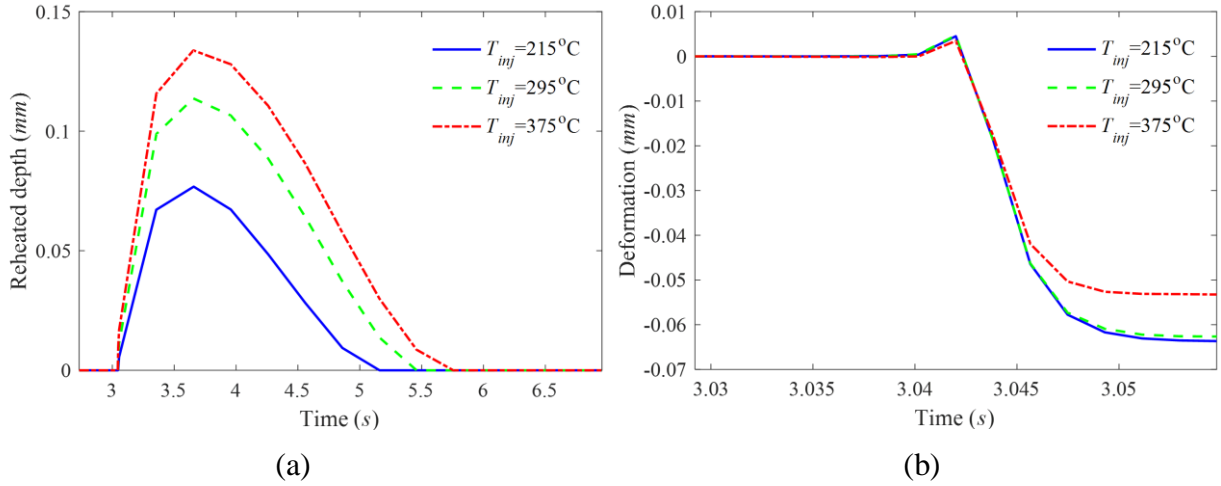 0.15
0.1
0.05
0
Reheated depth (mm)
T_inj=215°C
T_inj=295°C
T_inj=375°C
3 3.5 4 4.5 5 5.5 6 6.5
Time (s)
(a)
0.01
0
-0.01
-0.02
-0.03
-0.04
-0.05
-0.06
-0.07
Deformation (mm)
T_inj=215°C
T_inj=295°C
T_inj=375°C
3.03 3.035 3.04 3.045 3.05
Time (s)
(b)